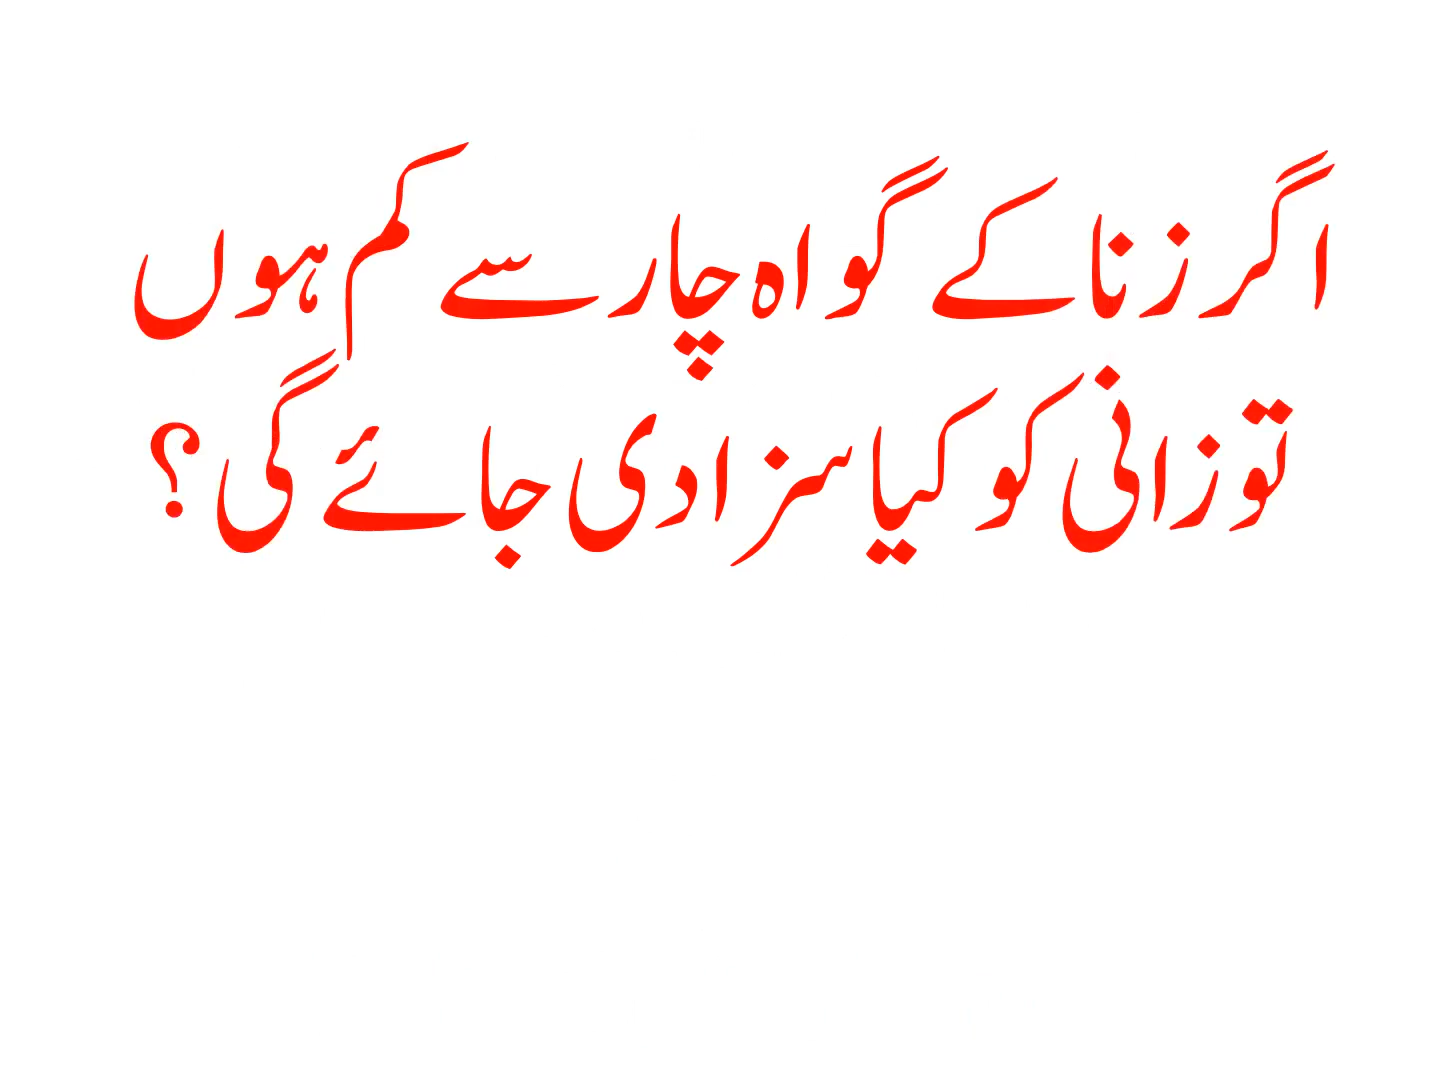 اگر زنا کے گواہ چار سے کم ہوں
تو زانی کو کیا سزا دی جائے گی؟